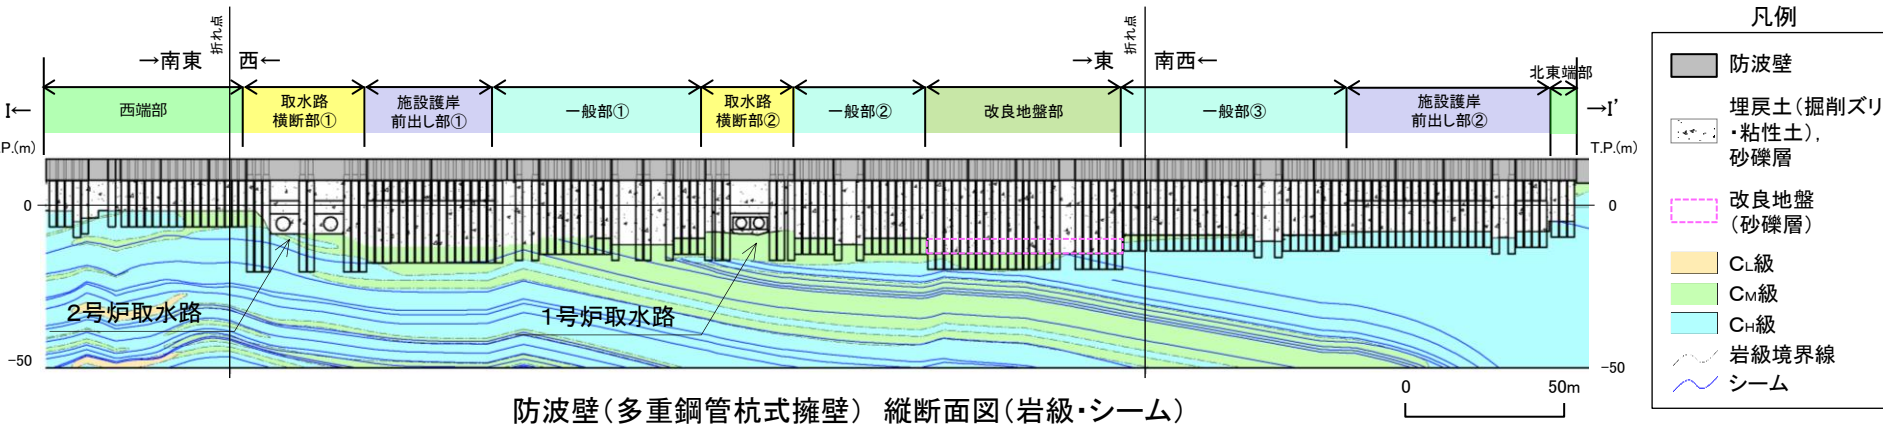 折れ点
折れ点
→南東 西←
→東 南西←
北東端部
I←
西端部
取水路
横断部①
施設護岸
前出し部①
一般部①
取水路
横断部②
一般部②
改良地盤部
一般部③
施設護岸
前出し部②
→I'
.P.(m)
T.P.(m)
0
0
2号炉取水路
1号炉取水路
-50
-50
0 50m
防波壁(多重鋼管杭式擁壁) 縦断面図(岩級・シーム)
凡例
防波壁
埋戻土(掘削ズリ
・粘性土),
砂礫層
改良地盤
(砂礫層)
CL級
CM級
CH級
岩級境界線
シーム